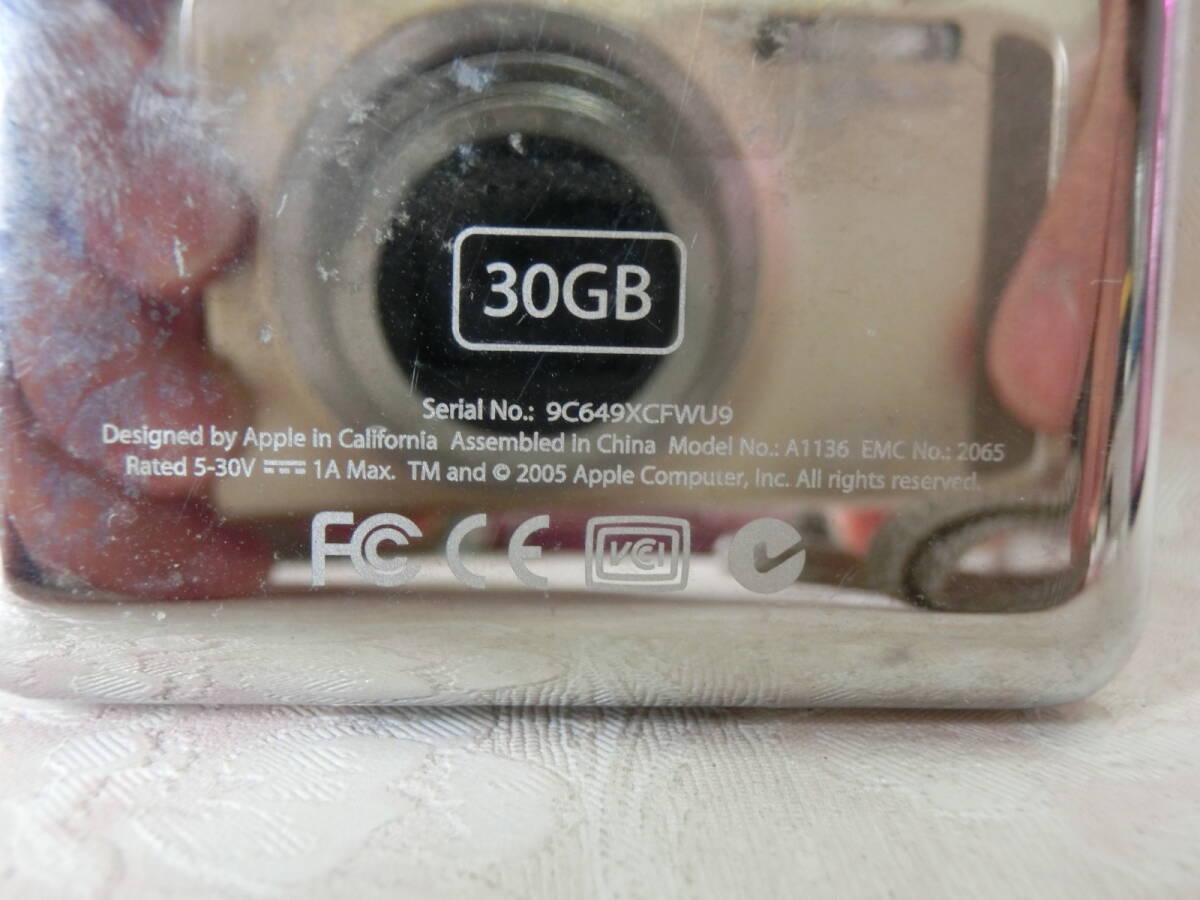 30GB
Serial No.: 9C649XCFWU9
Designed by Apple in California Assembled in China Model No.: A1136 EMC No.: 2065
Rated 5-30V ⎓ 1A Max. TM and © 2005 Apple Computer, Inc. All rights reserved.
FC CE VCI